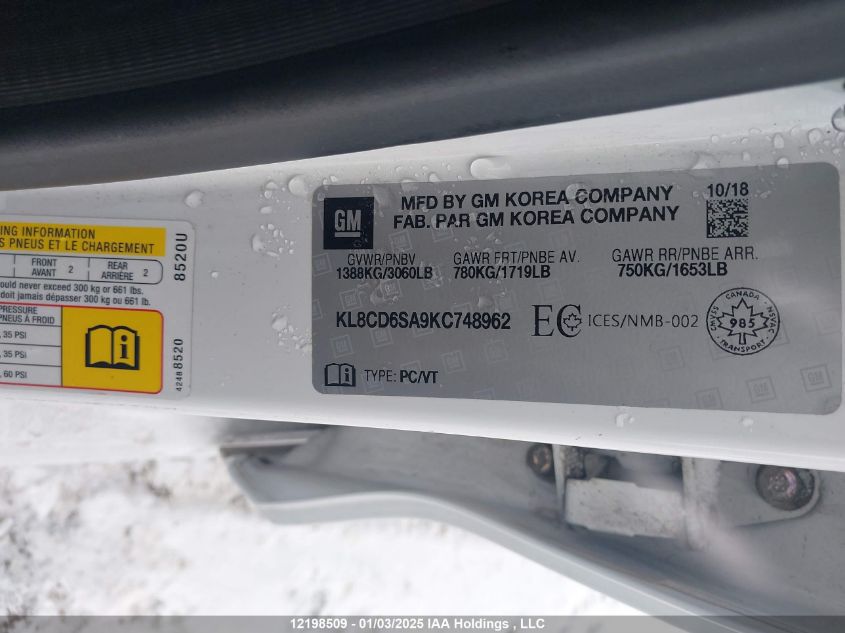 MFD BY GM KOREA COMPANY
FAB. PAR GM KOREA COMPANY
10/18
GM
GVWR/PNBV
1388KG/3060LB
GAWR FRT/PNBE AV.
780KG/1719LB
GAWR RR/PNBE ARR.
750KG/1653LB
KL8CD6SA9KC748962
EC ICES/NMB-002
CANADA
985
TRANSPORT
TYPE: PC/VT
ING INFORMATION
S PNEUS ET LE CHARGEMENT
FRONT
AVANT 2
REAR
ARRIÈRE 2
ould never exceed 300 kg or 661 lbs.
doit jamais dépasser 300 kg ou 661 lb.
PRESSURE
PNEUS À FROID
, 35 PSI
, 35 PSI
, 60 PSI
8520U
42488520
12198509 - 01/03/2025 IAA Holdings , LLC